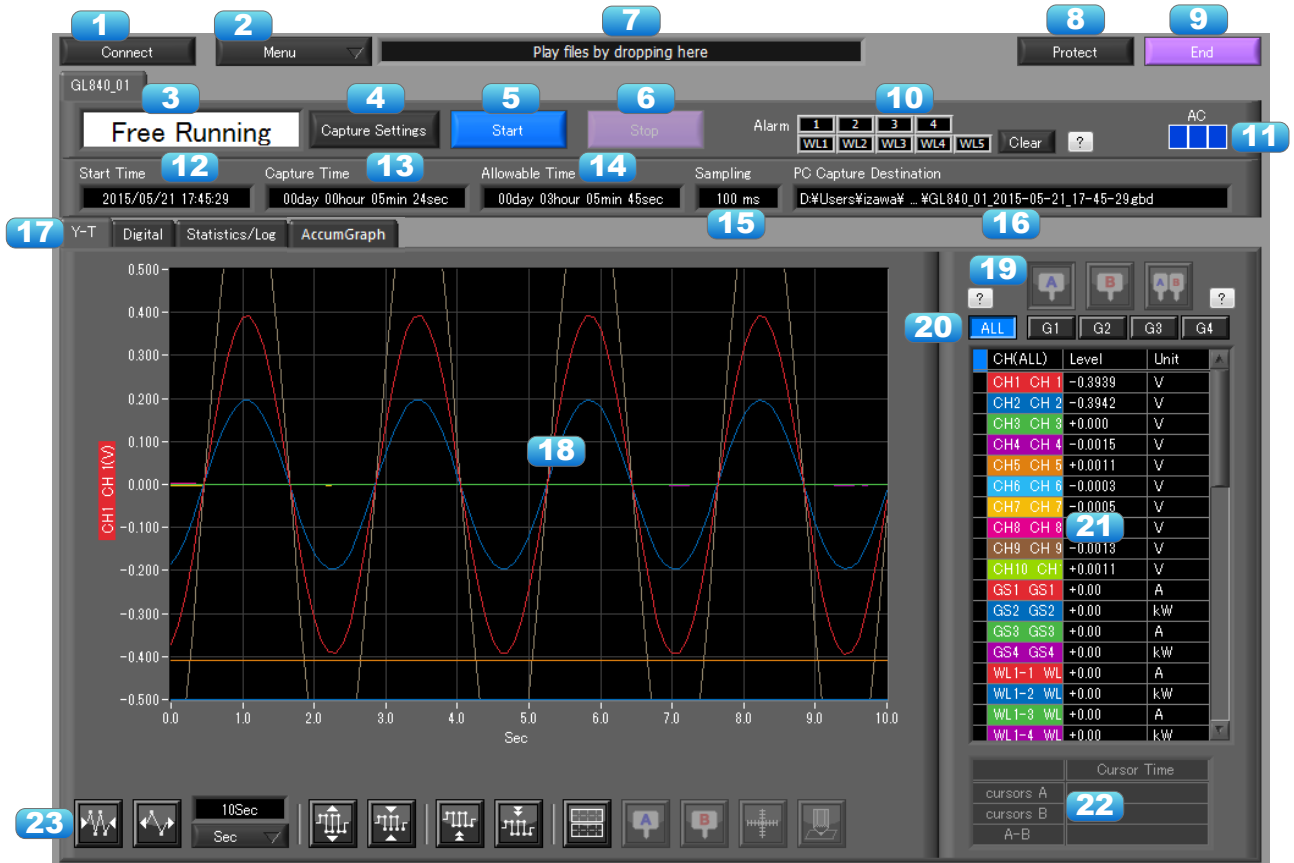 1 2 7 8 9
Connect Menu Play files by dropping here Protect End
GL840_01
3 4 5 6 10
Free Running Capture Settings Start Stop Alarm 1 2 3 4 AC
WL1 WL2 WL3 WL4 WL5 Clear ? 11
12 13 14
Start Time Capture Time Allowable Time Sampling PC Capture Destination
2015/05/21 17:45:29 00day 00hour 05min 24sec 00day 03hour 05min 45sec 100 ms D:¥Users¥izawa¥ … ¥GL840_01_2015-05-21_17-45-29.gbd
17 15 16
Y-T Digital Statistics/Log AccumGraph
0.500
0.400
0.300
0.200
0.100
0.000
-0.100
-0.200
-0.300
-0.400
-0.500
CH1 CH 1(V)
18
0.0 1.0 2.0 3.0 4.0 5.0 6.0 7.0 8.0 9.0 10.0
Sec
19
? A B A B ?
20
ALL G1 G2 G3 G4
CH(ALL) Level Unit
CH1 CH 1 -0.3939 V
CH2 CH 2 -0.3942 V
CH3 CH 3 +0.000 V
CH4 CH 4 -0.0015 V
CH5 CH 5 +0.0011 V
CH6 CH 6 -0.0003 V
CH7 CH 7 -0.0005 V
CH8 CH 8 21 V
CH9 CH 9 -0.0013 V
CH10 CH +0.0011 V
GS1 GS1 +0.00 A
GS2 GS2 +0.00 kW
GS3 GS3 +0.00 A
GS4 GS4 +0.00 kW
WL1-1 WL +0.00 A
WL1-2 WL +0.00 kW
WL1-3 WL +0.00 A
WL1-4 WL +0.00 kW
Cursor Time
cursors A
cursors B
A-B
22
23
10Sec
Sec
A B